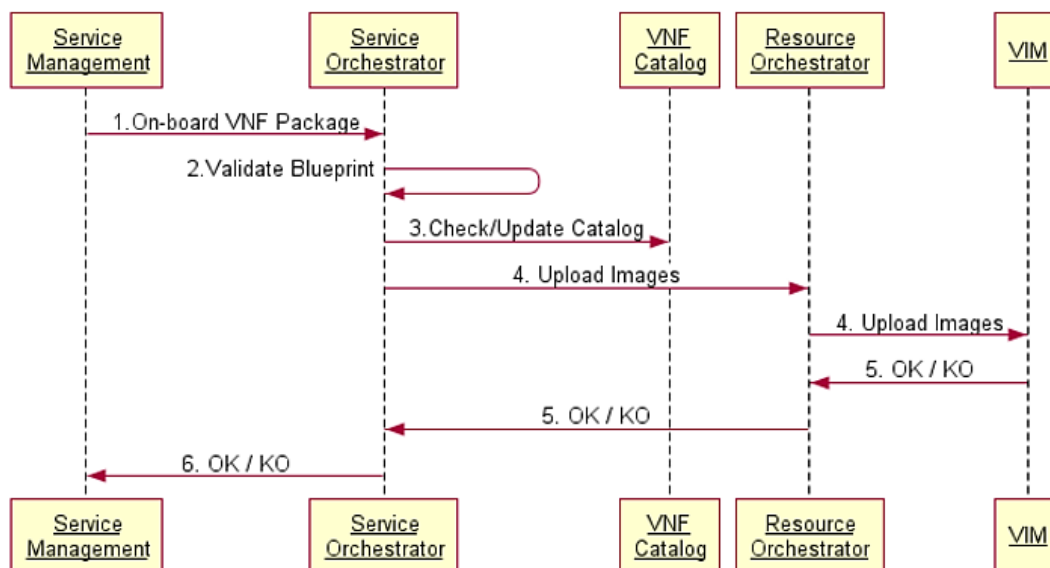 Service
Management
Service
Orchestrator
VNF
Catalog
Resource
Orchestrator
VIM
1.On-board VNF Package
2.Validate Blueprint
3.Check/Update Catalog
4. Upload Images
4. Upload Images
5. OK / KO
5. OK / KO
6. OK / KO
Service
Management
Service
Orchestrator
VNF
Catalog
Resource
Orchestrator
VIM